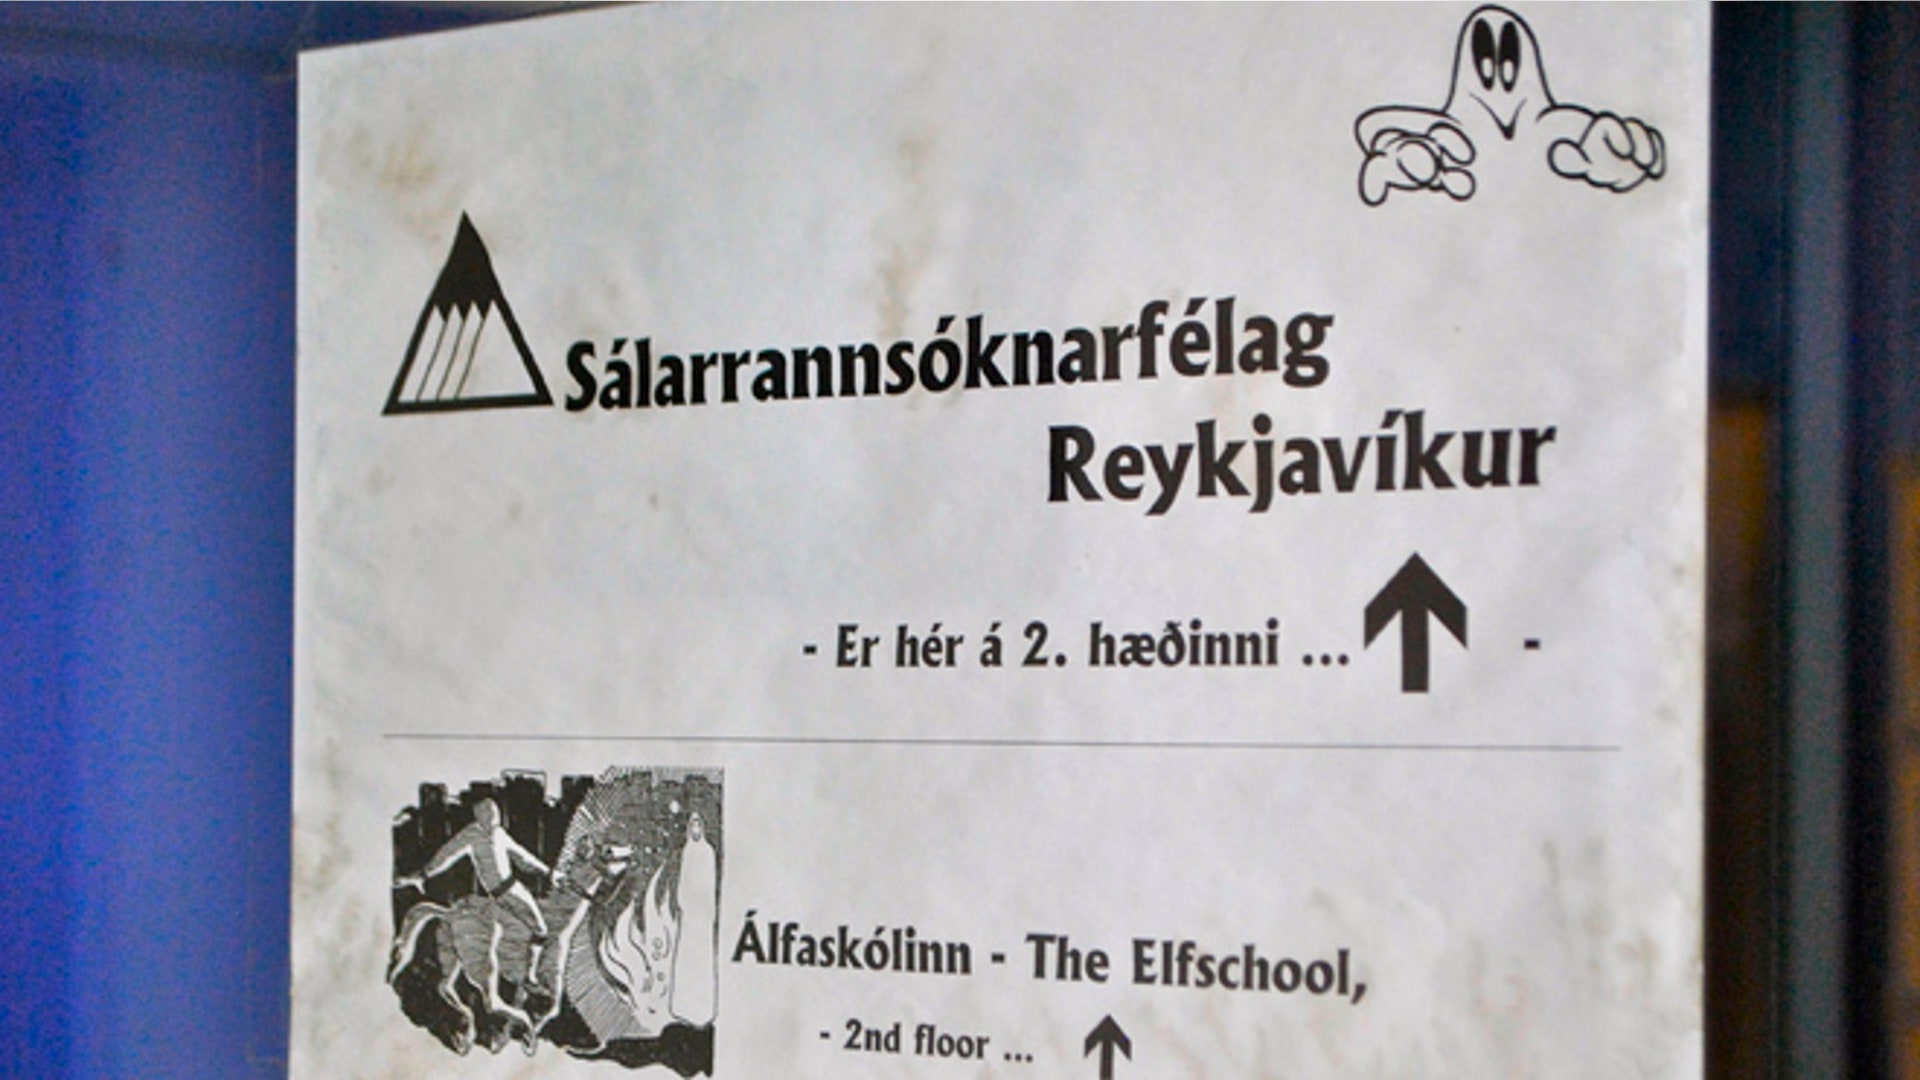 Sálarrannsóknarfélag
Reykjavíkur
- Er hér á 2. hæðinni ... -
Álfaskólinn - The Elfschool,
- 2nd floor ...